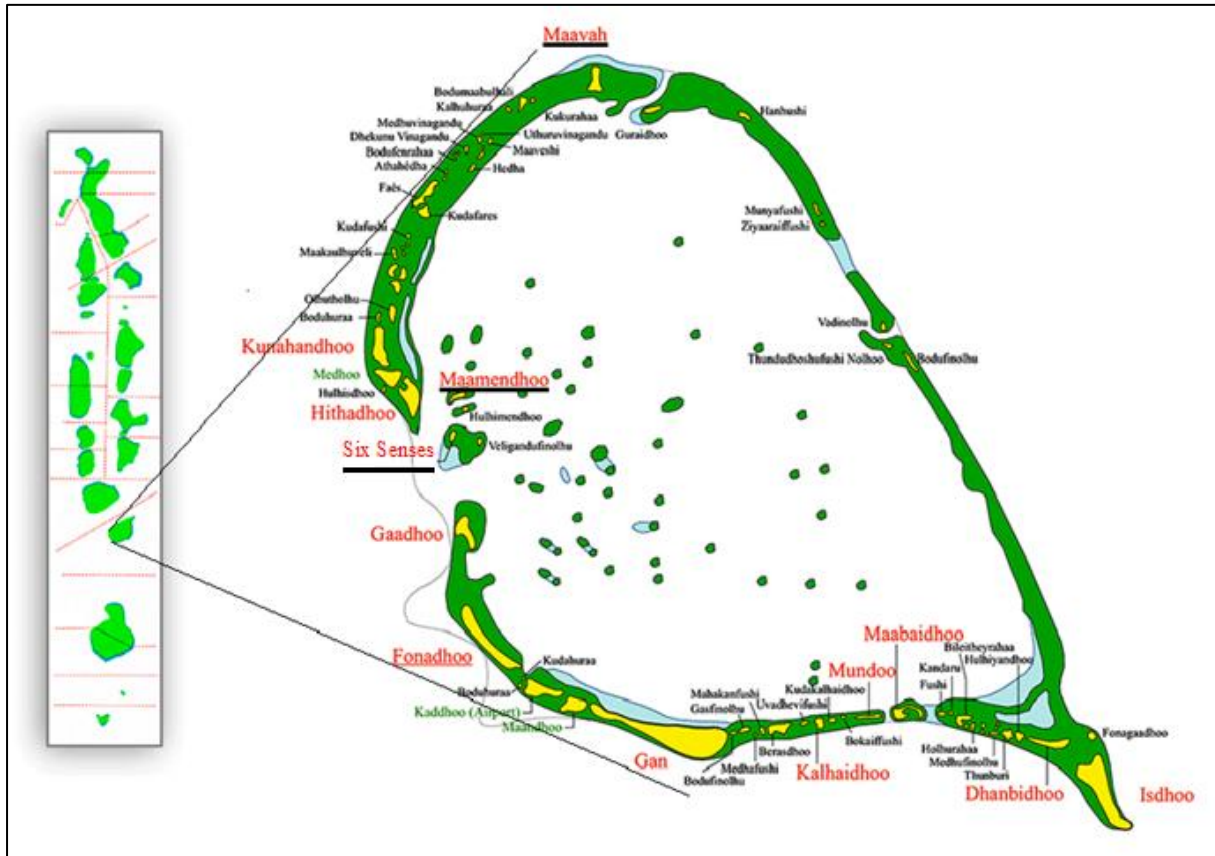 Maavah
Bodumaabulhali
Kalhuhuraa
Kukurahaa
Guraidhoo
Hanbushi
Medhuvinagandu
Dhekunu Vinagandu
Uthuruvinagandu
Bodufenrahaa
Maaveshi
Athahédha
Hedha
Faés
Kudafares
Munyafushi
Ziyaaraiffushi
Kudafushi
Maakaulhuveli
Olhutholhu
Boduhuraa
Vadinolhu
Kunahandhoo
Thundudhoshufushi Nolhoo
Bodufinolhu
Medhoo
Maamendhoo
Hulhisdhoo
Hithadhoo
Hulhimendhoo
Six Senses
Veligandufinolhu
Gaadhoo
Maabaidhoo
Bileitheyrahaa
Hulhiyandhoo
Fonadhoo
Kudahuraa
Mundoo
Kandaru
Fushi
Boduhuraa
Kudakalhaidhoo
Mahakanfushi
Uvadhevifushi
Gasfinolhu
Kaddhoo (Airport)
Maandhoo
Fonagaadhoo
Bokaiffushi
Holhurahaa
Berasdhoo
Medhufinolhu
Gan
Medhafushi
Kalhaidhoo
Thunburi
Bodufinolhu
Dhanbidhoo
Isdhoo